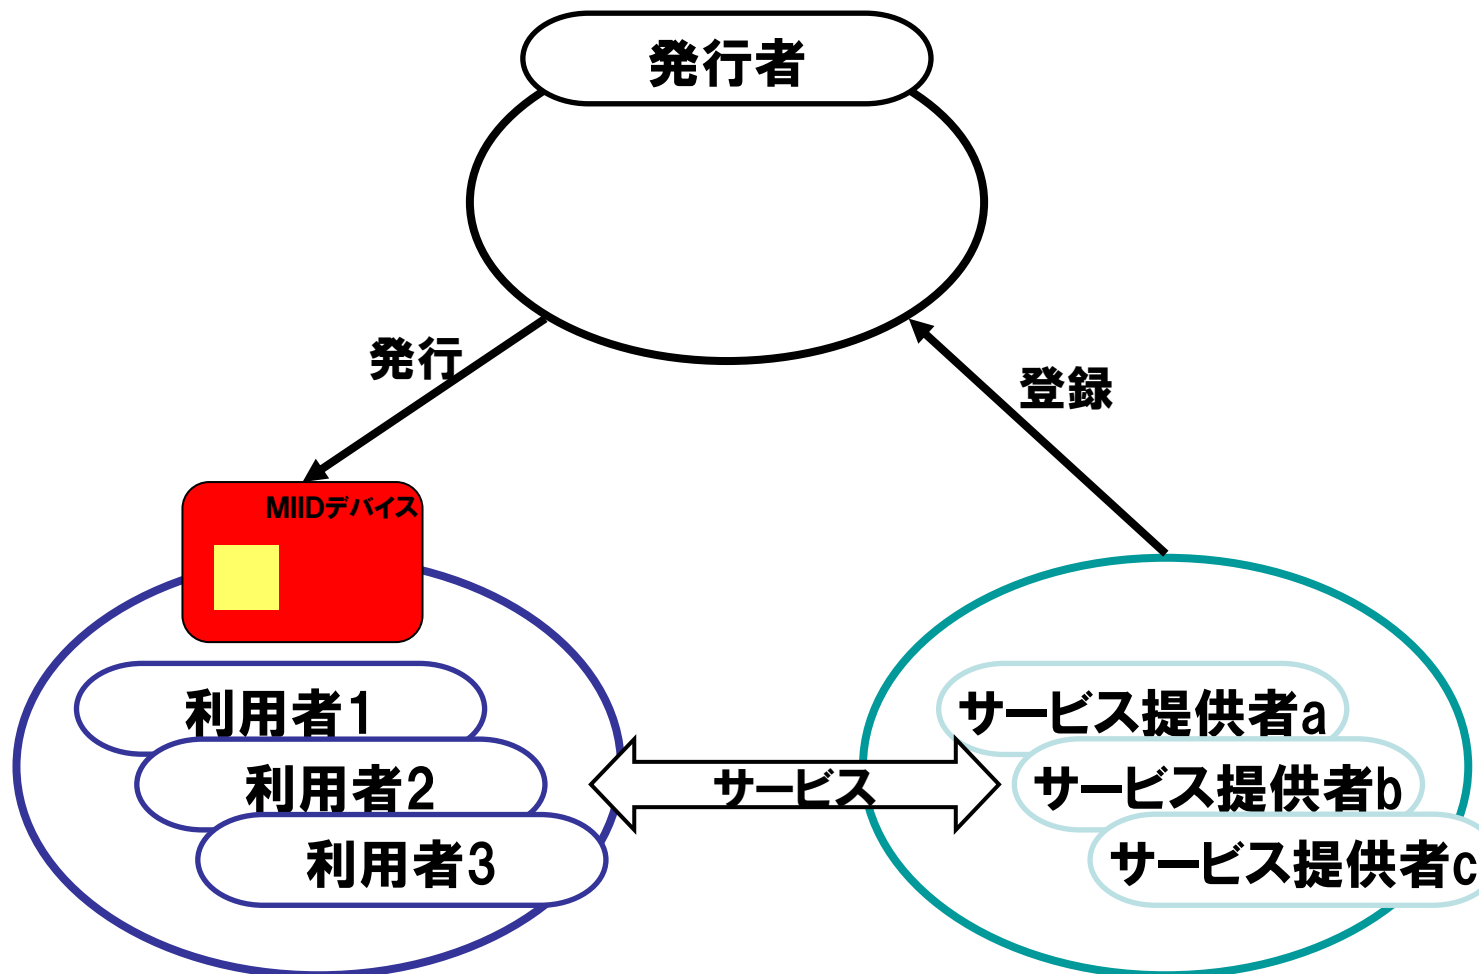 発行者
発行
登録
MIIDデバイス
利用者1
利用者2
利用者3
サービス
サービス提供者a
サービス提供者b
サービス提供者c